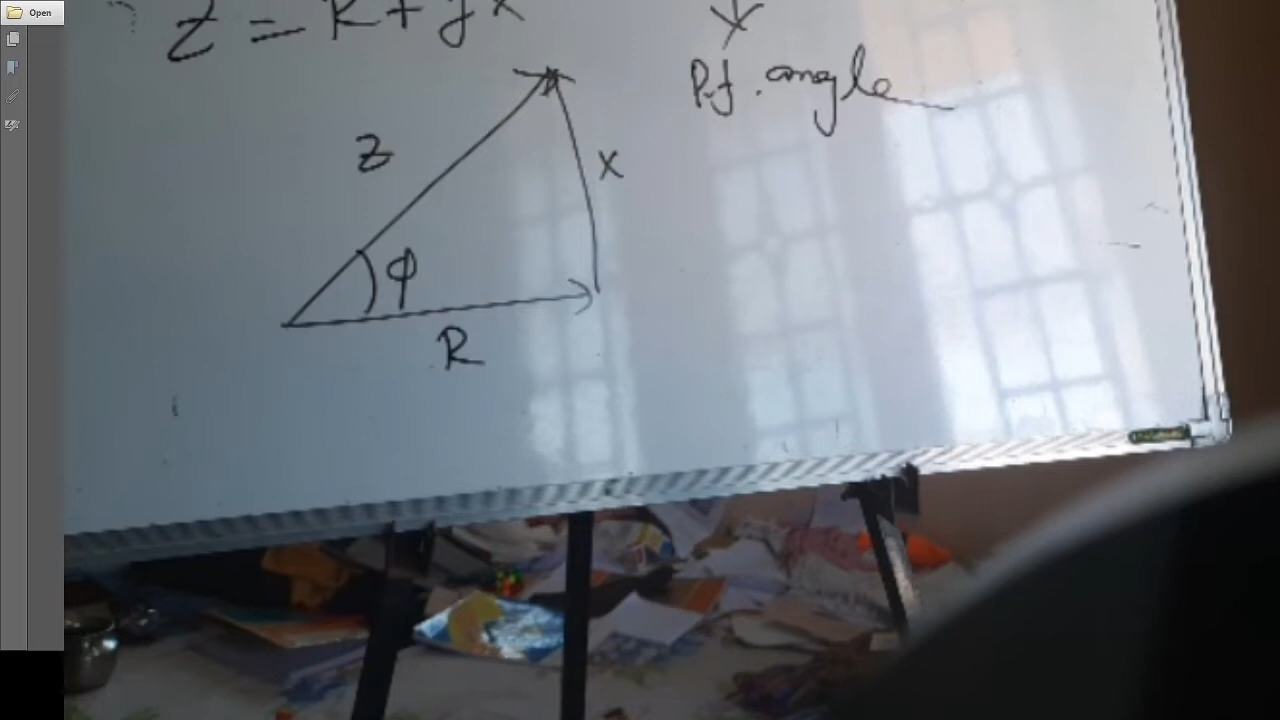 Open
Z = R + jx
P.f. angle
Z
x
φ
R